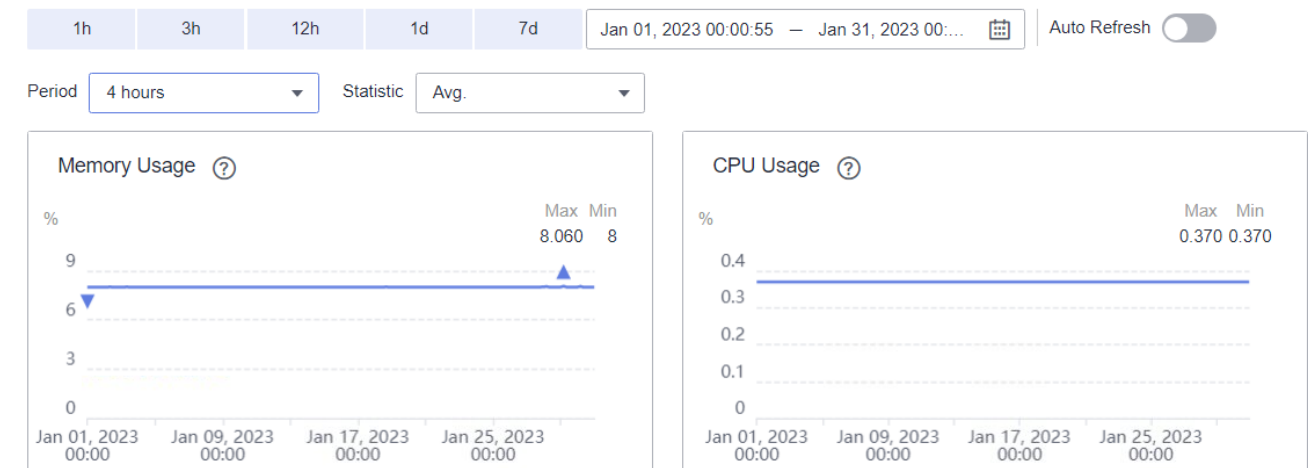 1h 3h 12h 1d 7d Jan 01, 2023 00:00:55 — Jan 31, 2023 00:... Auto Refresh
Period 4 hours Statistic Avg.
Memory Usage ?
%
Max Min
8.060 8
9
6
3
0
Jan 01, 2023 00:00
Jan 09, 2023 00:00
Jan 17, 2023 00:00
Jan 25, 2023 00:00
CPU Usage ?
%
Max Min
0.370 0.370
0.4
0.3
0.2
0.1
0
Jan 01, 2023 00:00
Jan 09, 2023 00:00
Jan 17, 2023 00:00
Jan 25, 2023 00:00